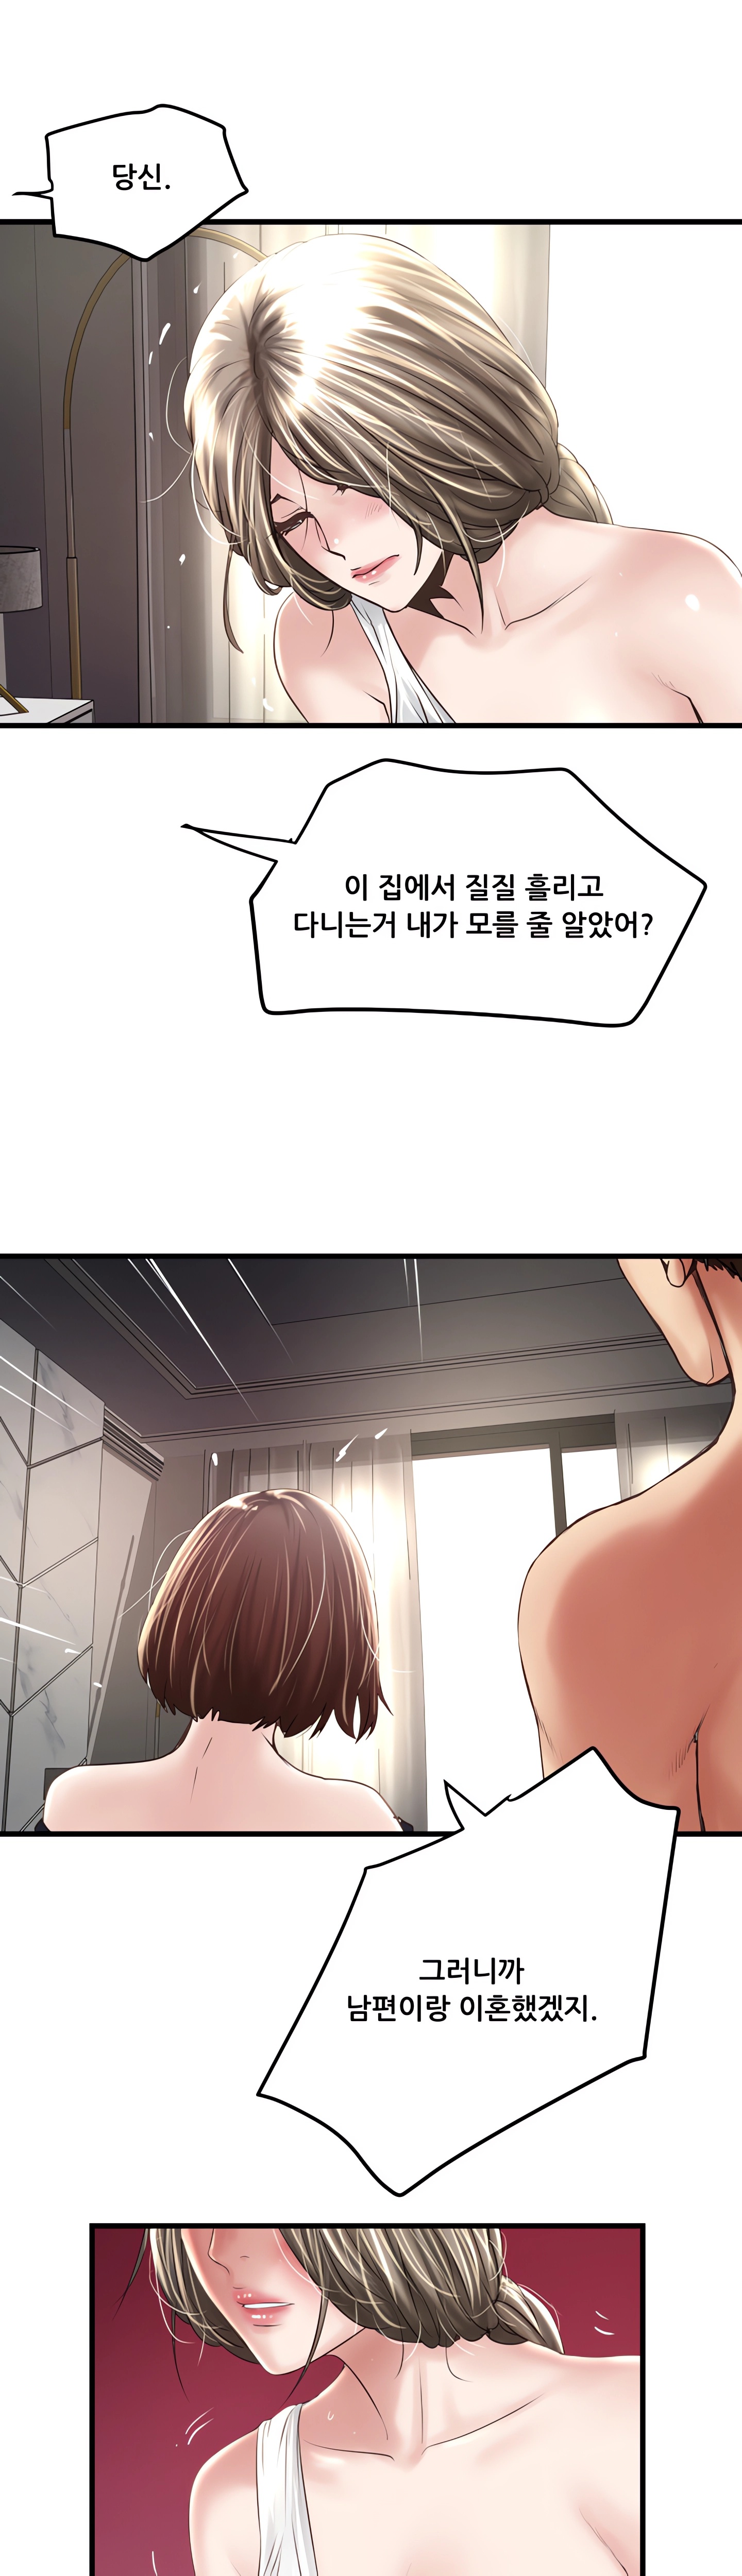 당신.
이 집에서 질질 흘리고
다니는거 내가 모를 줄 알았어?
그러니까
남편이랑 이혼했겠지.